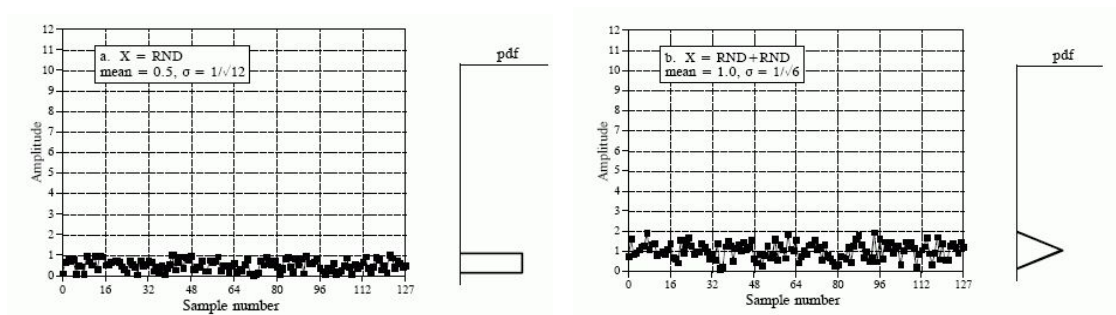 12
11
10
9
8
7
6
5
4
3
2
1
0
Amplitude
a. X = RND
mean = 0.5, σ = 1/√12
0 16 32 48 64 80 96 112 127
Sample number
pdf
12
11
10
9
8
7
6
5
4
3
2
1
0
Amplitude
b. X = RND+RND
mean = 1.0, σ = 1/√6
0 16 32 48 64 80 96 112 127
Sample number
pdf